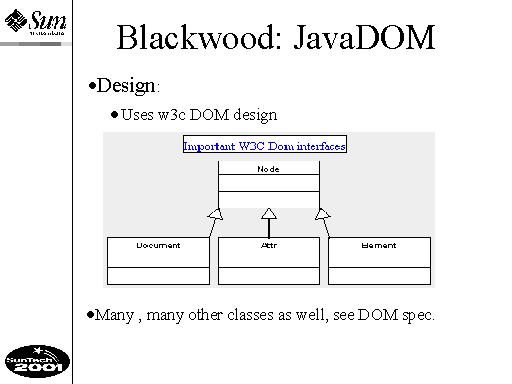 Sun
Blackwood: JavaDOM
•Design:
•Uses w3c DOM design
Important W3C Dom interfaces
Node
Document
Attr
Element
•Many , many other classes as well, see DOM spec.
SunTech
2001